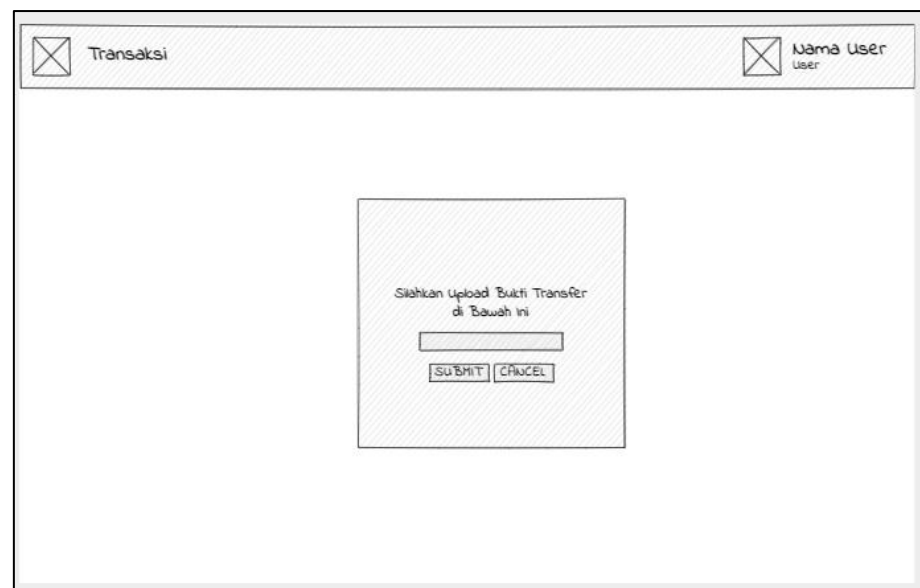 Transaksi
Nama User
User
Silahkan Upload Bukti Transfer
di Bawah Ini
SUBMIT CANCEL